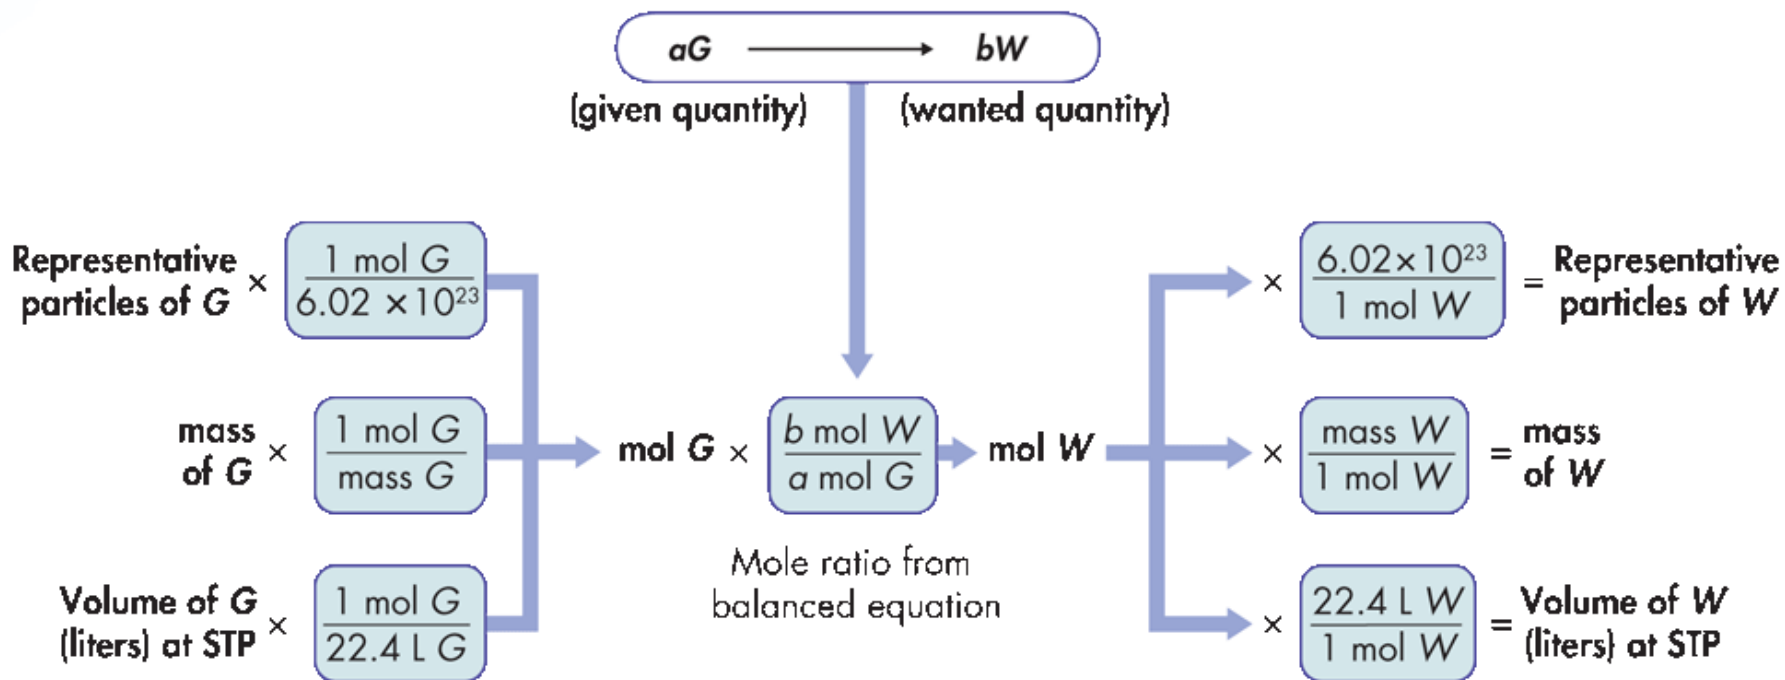 aG ⟶ bW
(given quantity) (wanted quantity)
Representative
particles of G × 1 mol G / 6.02 × 10²³
mass
of G × 1 mol G / mass G
Volume of G
(liters) at STP × 1 mol G / 22.4 L G
mol G × b mol W / a mol G
mol W
Mole ratio from
balanced equation
× 6.02×10²³ / 1 mol W = Representative
particles of W
× mass W / 1 mol W = mass
of W
× 22.4 L W / 1 mol W = Volume of W
(liters) at STP